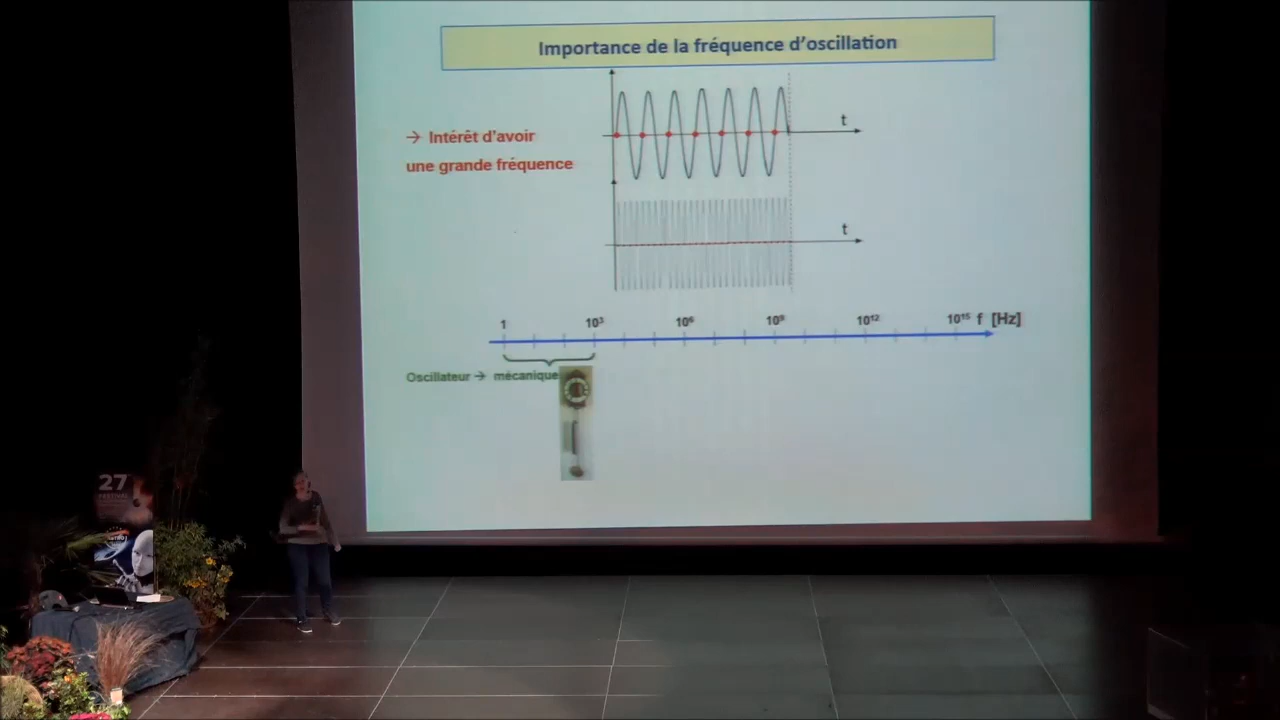 Importance de la fréquence d'oscillation
→ Intérêt d'avoir
une grande fréquence
t
t
1 10³ 10⁶ 10⁹ 10¹² 10¹⁵ f [Hz]
Oscillateur → mécanique
27